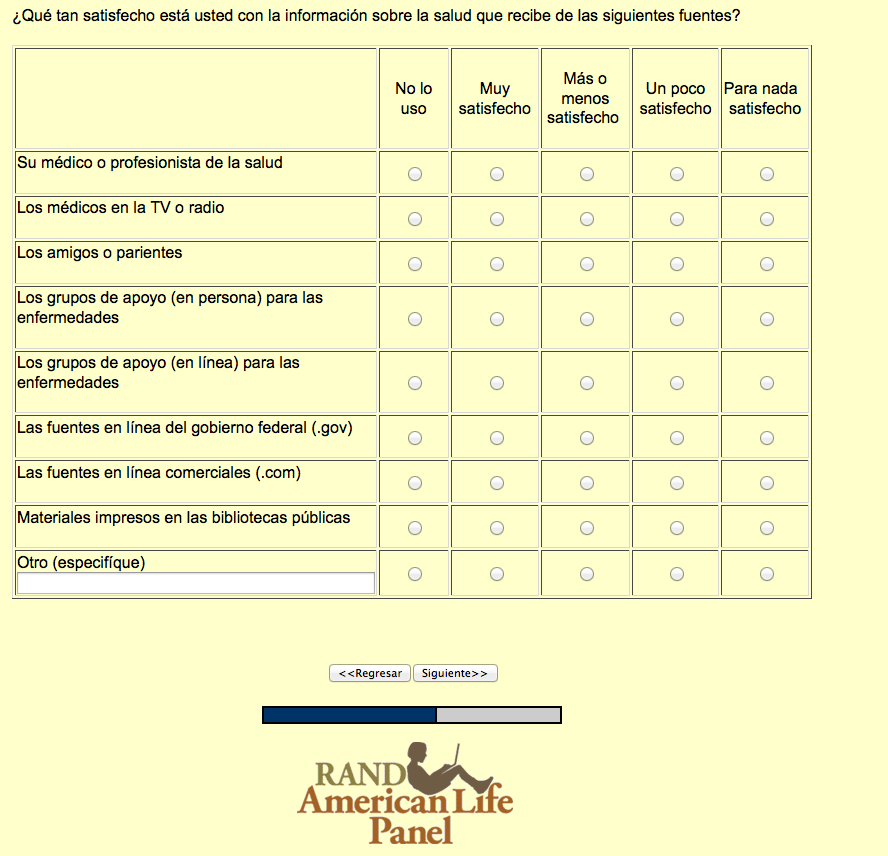 ¿Qué tan satisfecho está usted con la información sobre la salud que recibe de las siguientes fuentes?
No lo
uso
Muy
satisfecho
Más o
menos
satisfecho
Un poco
satisfecho
Para nada
satisfecho
Su médico o profesionista de la salud
Los médicos en la TV o radio
Los amigos o parientes
Los grupos de apoyo (en persona) para las
enfermedades
Los grupos de apoyo (en línea) para las
enfermedades
Las fuentes en línea del gobierno federal (.gov)
Las fuentes en línea comerciales (.com)
Materiales impresos en las bibliotecas públicas
Otro (especifíque)
<<Regresar
Siguiente>>
RAND
American Life
Panel